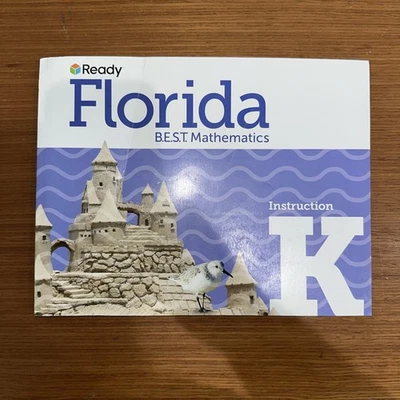 Ready
Florida
B.E.S.T. Mathematics
Instruction
K